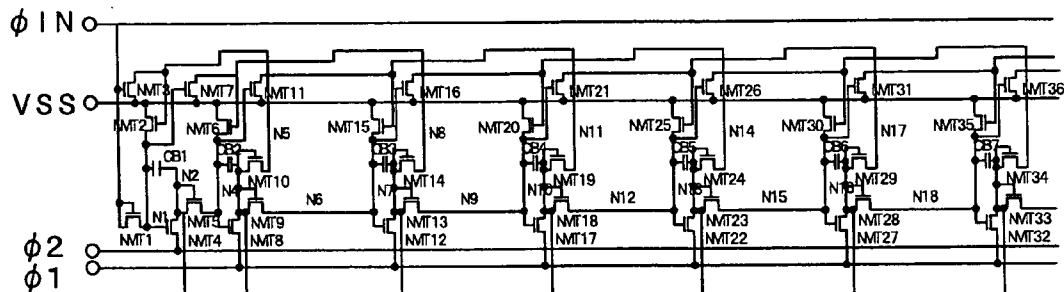 φIN
NMT3 NMT7 NMT11 NMT16 NMT21 NMT26 NMT31 NMT36
VSS
NMT2 NMT6 N5 NMT15 N8 NMT20 N11 NMT25 N14 NMT30 N17 NMT35
CB1 CB2 CB3 CB4 CB5 CB6 CB7
N2 NMT10 NMT14 NMT19 NMT24 NMT29 NMT34
N4 N6 N7 N9 N10 N12 N13 N15 N16 N18
N1 NMT5 NMT9 NMT13 NMT18 NMT23 NMT28 NMT33
NMT1 NMT4 NMT8 NMT12 NMT17 NMT22 NMT27 NMT32
φ2
φ1